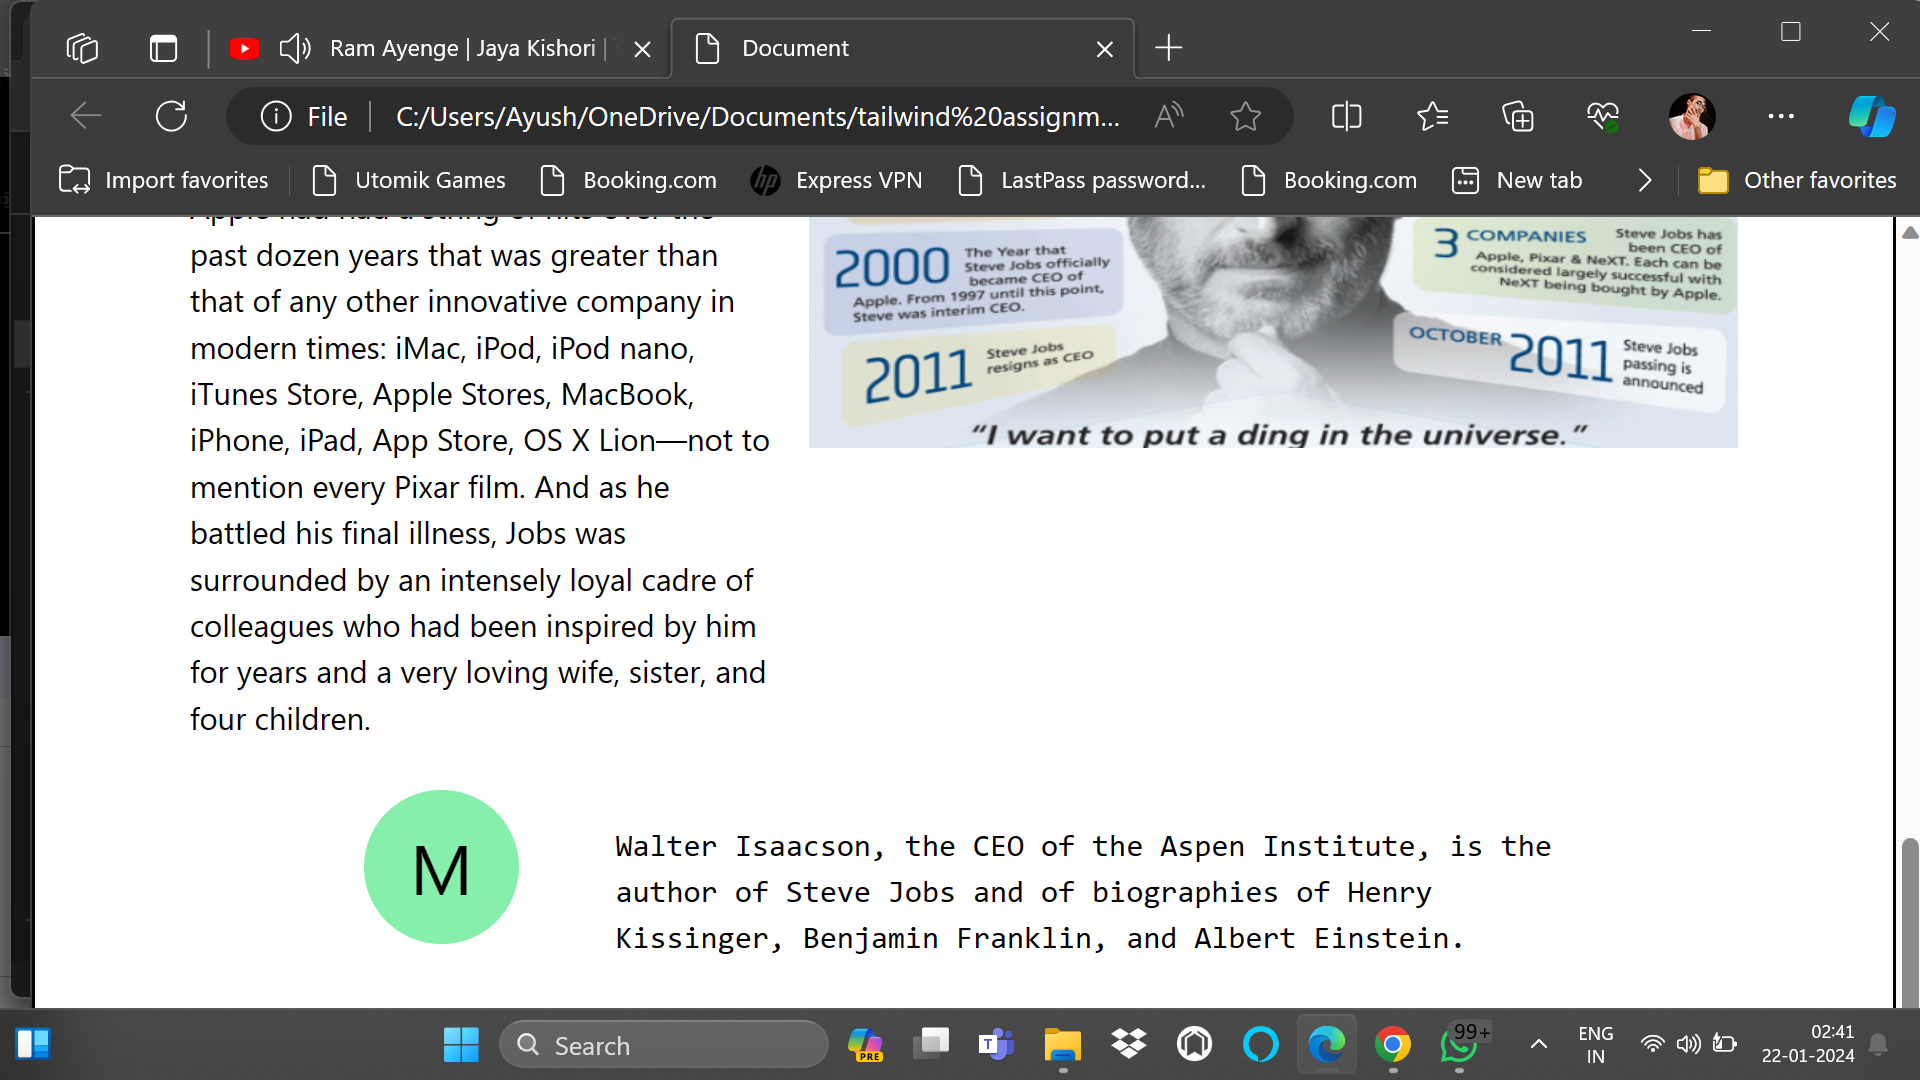 Ram Ayenge | Jaya Kishori |
Document
File
C:/Users/Ayush/OneDrive/Documents/tailwind%20assignm...
Import favorites
Utomik Games
Booking.com
Express VPN
LastPass password...
Booking.com
New tab
Other favorites
Apple had had a string of hits over the
past dozen years that was greater than
that of any other innovative company in
modern times: iMac, iPod, iPod nano,
iTunes Store, Apple Stores, MacBook,
iPhone, iPad, App Store, OS X Lion—not to
mention every Pixar film. And as he
battled his final illness, Jobs was
surrounded by an intensely loyal cadre of
colleagues who had been inspired by him
for years and a very loving wife, sister, and
four children.
2000 The Year that
Steve Jobs officially
became CEO of
Apple. From 1997 until this point,
Steve was interim CEO.
2011 Steve Jobs
resigns as CEO
3 COMPANIES Steve Jobs has
been CEO of
Apple, Pixar & NeXT. Each can be
considered largely successful with
NeXT being bought by Apple.
OCTOBER 2011 Steve Jobs
passing is
announced
“I want to put a ding in the universe.”
M
Walter Isaacson, the CEO of the Aspen Institute, is the
author of Steve Jobs and of biographies of Henry
Kissinger, Benjamin Franklin, and Albert Einstein.
Search
PRE
99+
ENG
IN
02:41
22-01-2024